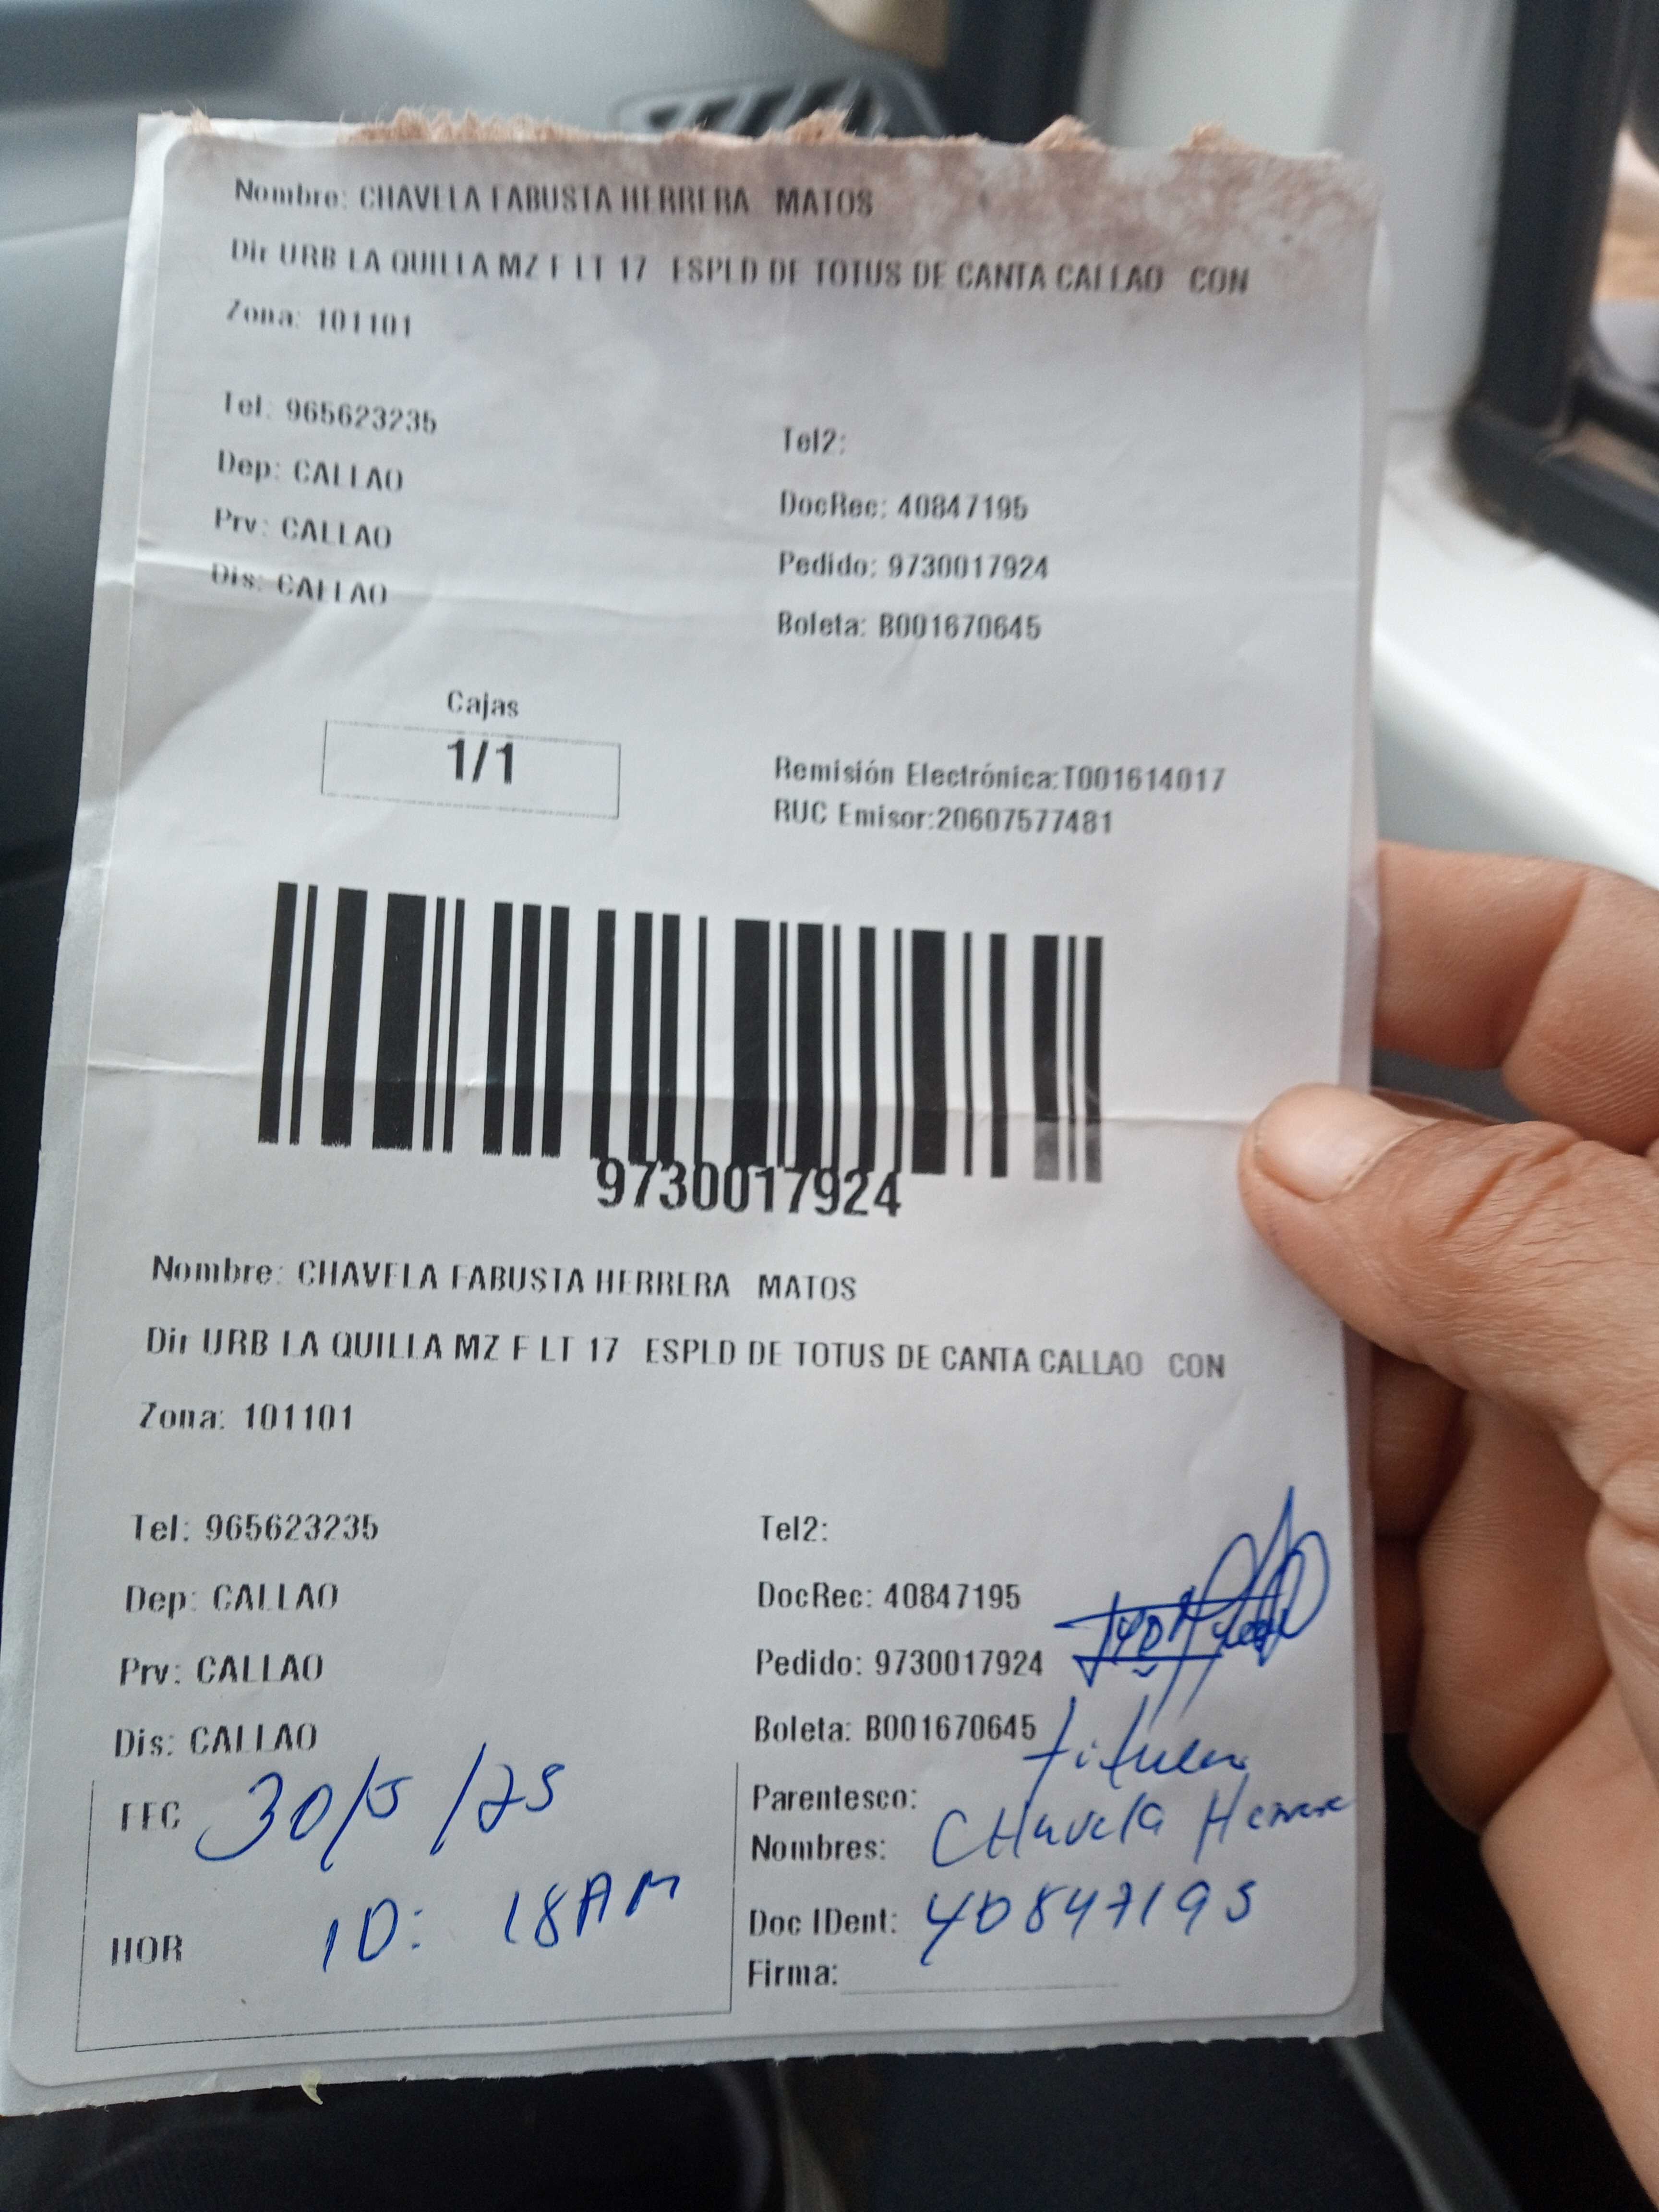 Nombre: CHAVELA FABUSTA HERRERA MATOS
Dir URB LA QUILLA MZ F LT 17 ESPLD DE TOTUS DE CANTA CALLAO CON
Zona: 101101
Tel: 965623235
Tel2:
Dep: CALLAO
DocRec: 40847195
Prv: CALLAO
Pedido: 9730017924
Dis: CALLAO
Boleta: B001670645
Cajas
1/1
Remisión Electrónica:T001614017
RUC Emisor:20607577481
9730017924
Nombre: CHAVELA FABUSTA HERRERA MATOS
Dir URB LA QUILLA MZ F LT 17 ESPLD DE TOTUS DE CANTA CALLAO CON
Zona: 101101
Tel: 965623235
Tel2:
Dep: CALLAO
DocRec: 40847195
Prv: CALLAO
Pedido: 9730017924
Dis: CALLAO
Boleta: B001670645
titular
FEC 30/5/25
Parentesco:
Nombres: CHavela Herrera
HOR 10:18AM
Doc IDent: 40847195
Firma: